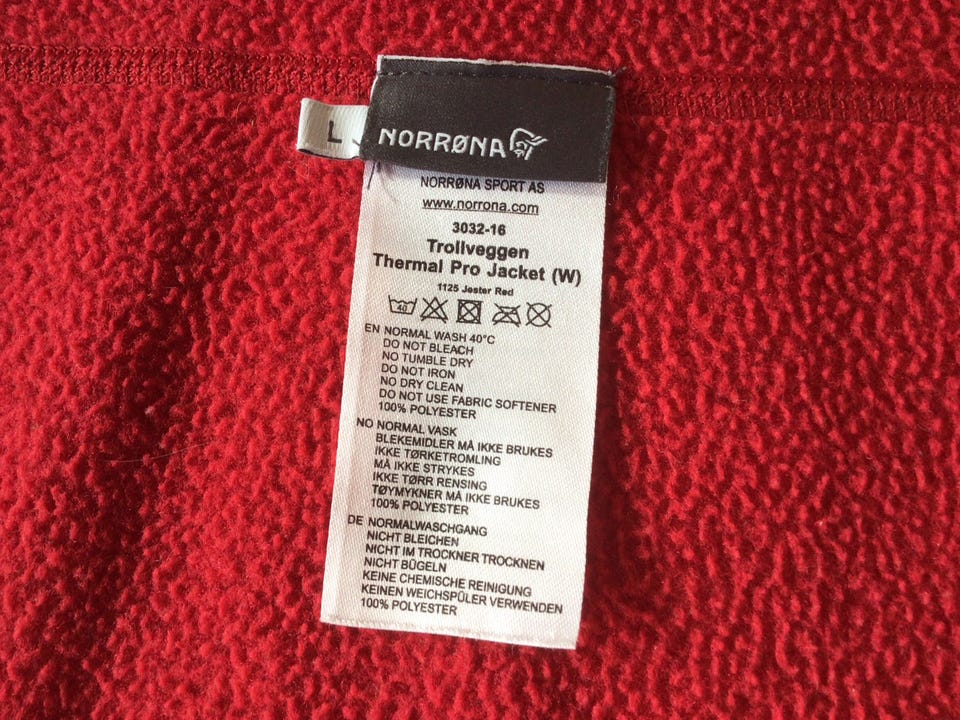 L
NORRØNA
NORRØNA SPORT AS
www.norrona.com
3032-16
Trollveggen
Thermal Pro Jacket (W)
1125 Jester Red
40
EN NORMAL WASH 40°C
DO NOT BLEACH
NO TUMBLE DRY
DO NOT IRON
NO DRY CLEAN
DO NOT USE FABRIC SOFTENER
100% POLYESTER
NO NORMAL VASK
BLEKEMIDLER MÅ IKKE BRUKES
IKKE TØRKETROMLING
MÅ IKKE STRYKES
IKKE TØRR RENSING
TØYMYKNER MÅ IKKE BRUKES
100% POLYESTER
DE NORMALWASCHGANG
NICHT BLEICHEN
NICHT IM TROCKNER TROCKNEN
NICHT BÜGELN
KEINE CHEMISCHE REINIGUNG
KEINEN WEICHSPÜLER VERWENDEN
100% POLYESTER